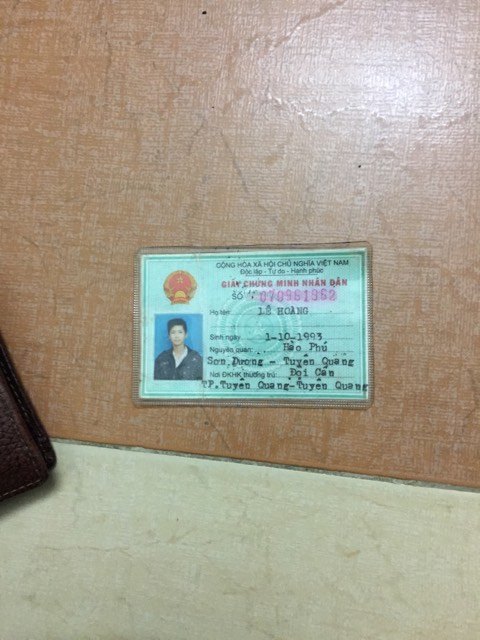 CỘNG HÒA XÃ HỘI CHỦ NGHĨA VIỆT NAM
Độc lập - Tự do - Hạnh phúc
GIẤY CHỨNG MINH NHÂN DÂN
SỐ 070961962
Họ tên LÊ HOÀNG
Sinh ngày 1-10-1993
Nguyên quán Hào Phú
Sơn Dương - Tuyên Quang
Nơi ĐKHK thường trú: Đội Cấn
TP.Tuyên Quang-Tuyên Quang